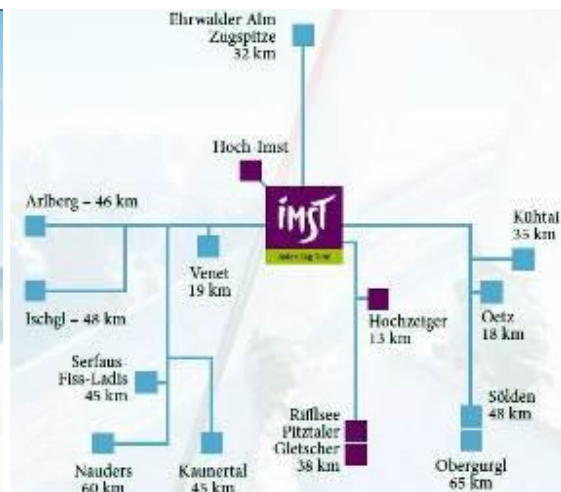 Ehrwalder Alm
Zugspitze
32 km
Hoch-Imst
imst
Arlberg – 46 km
Kühtai
35 km
Venet
19 km
Ischgl – 48 km
Hochzeiger
13 km
Oetz
18 km
Serfaus
Fiss-Ladis
45 km
Sölden
48 km
Rifflsee
Pitztaler
Gletscher
38 km
Nauders
60 km
Kaunertal
45 km
Obergurgl
65 km